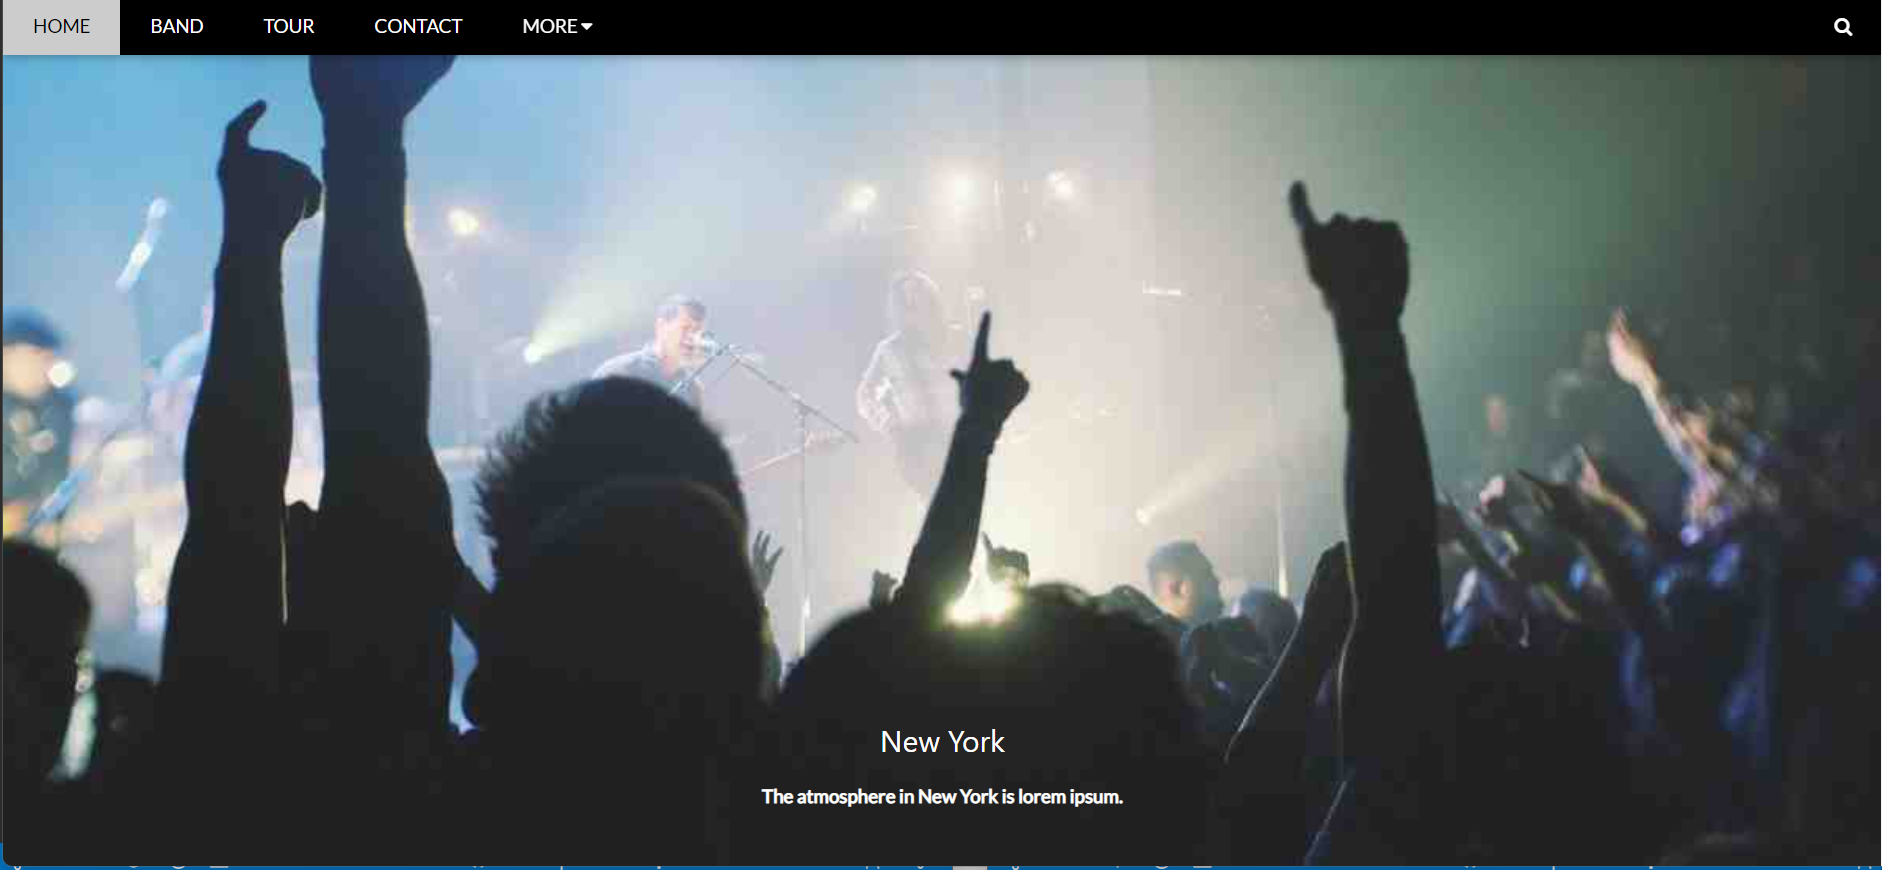 HOME BAND TOUR CONTACT MORE
New York
The atmosphere in New York is lorem ipsum.